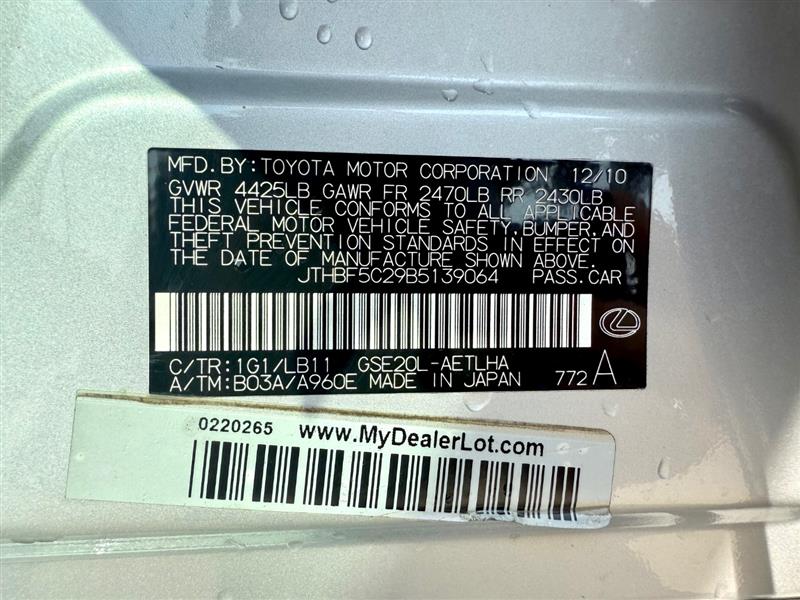 MFD. BY: TOYOTA MOTOR CORPORATION 12/10
GVWR 4425LB GAWR FR 2470LB RR 2430LB
THIS VEHICLE CONFORMS TO ALL APPLICABLE
FEDERAL MOTOR VEHICLE SAFETY, BUMPER, AND
THEFT PREVENTION STANDARDS IN EFFECT ON
THE DATE OF MANUFACTURE SHOWN ABOVE.
JTHBF5C29B5139064 PASS. CAR
C/TR: 1G1/LB11 GSE20L-AETLHA
A/TM: B03A/A960E MADE IN JAPAN 772 A
0220265 www.MyDealerLot.com